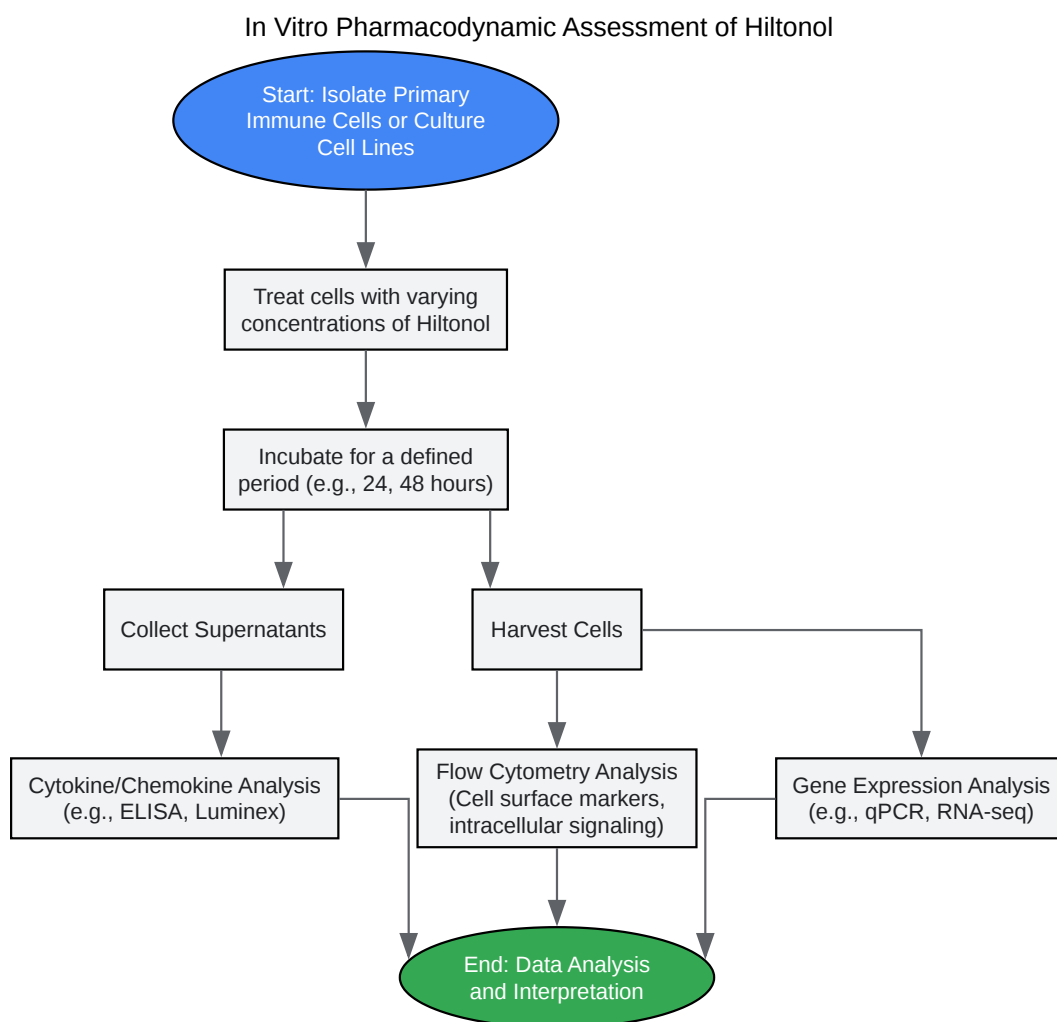 In Vitro Pharmacodynamic Assessment of Hiltonol
Start: Isolate Primary
Immune Cells or Culture
Cell Lines
Treat cells with varying
concentrations of Hiltonol
Incubate for a defined
period (e.g., 24, 48 hours)
Collect Supernatants
Harvest Cells
Cytokine/Chemokine Analysis
(e.g., ELISA, Luminex)
Flow Cytometry Analysis
(Cell surface markers,
intracellular signaling)
Gene Expression Analysis
(e.g., qPCR, RNA-seq)
End: Data Analysis
and Interpretation